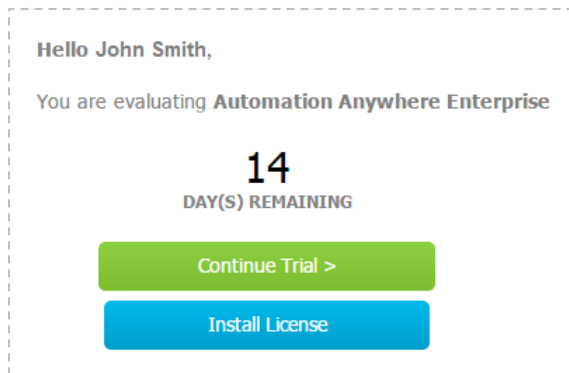 Hello John Smith,
You are evaluating Automation Anywhere Enterprise
14
DAY(S) REMAINING
Continue Trial >
Install License